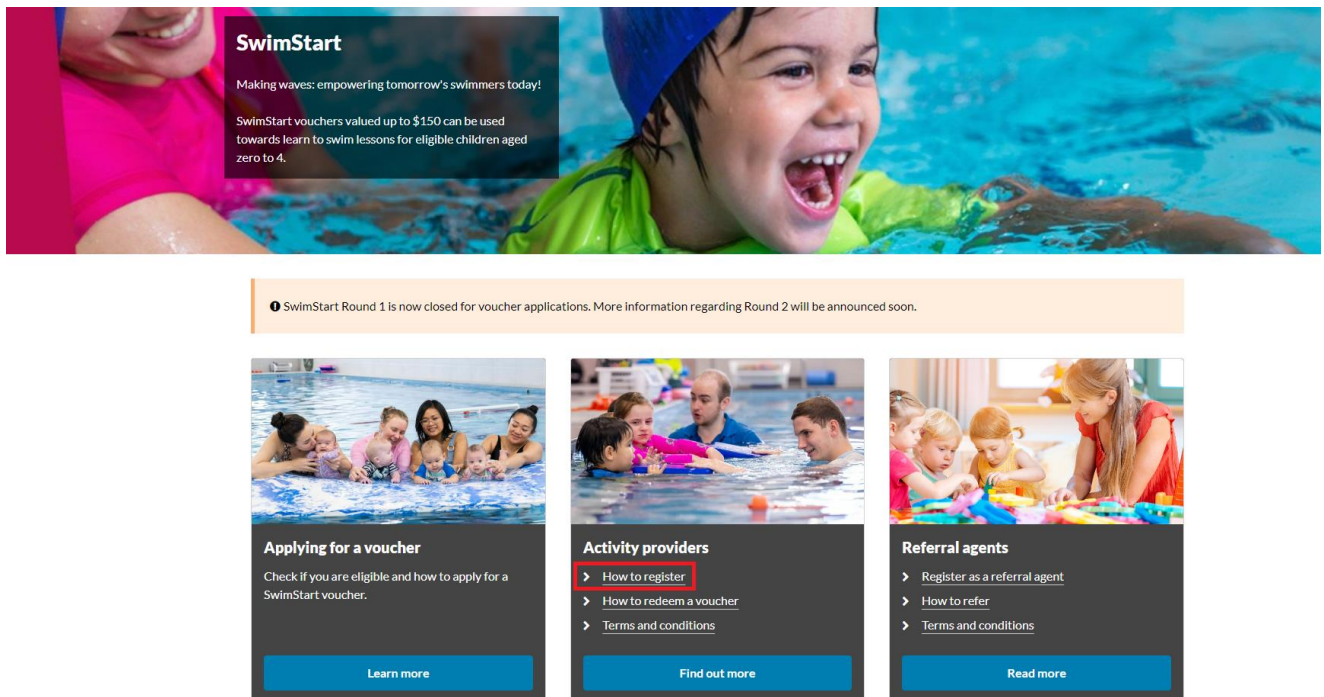 SwimStart
Making waves: empowering tomorrow's swimmers today!
SwimStart vouchers valued up to $150 can be used
towards learn to swim lessons for eligible children aged
zero to 4.
SwimStart Round 1 is now closed for voucher applications. More information regarding Round 2 will be announced soon.
Applying for a voucher
Check if you are eligible and how to apply for a
SwimStart voucher.
Learn more
Activity providers
How to register
How to redeem a voucher
Terms and conditions
Find out more
Referral agents
Register as a referral agent
How to refer
Terms and conditions
Read more